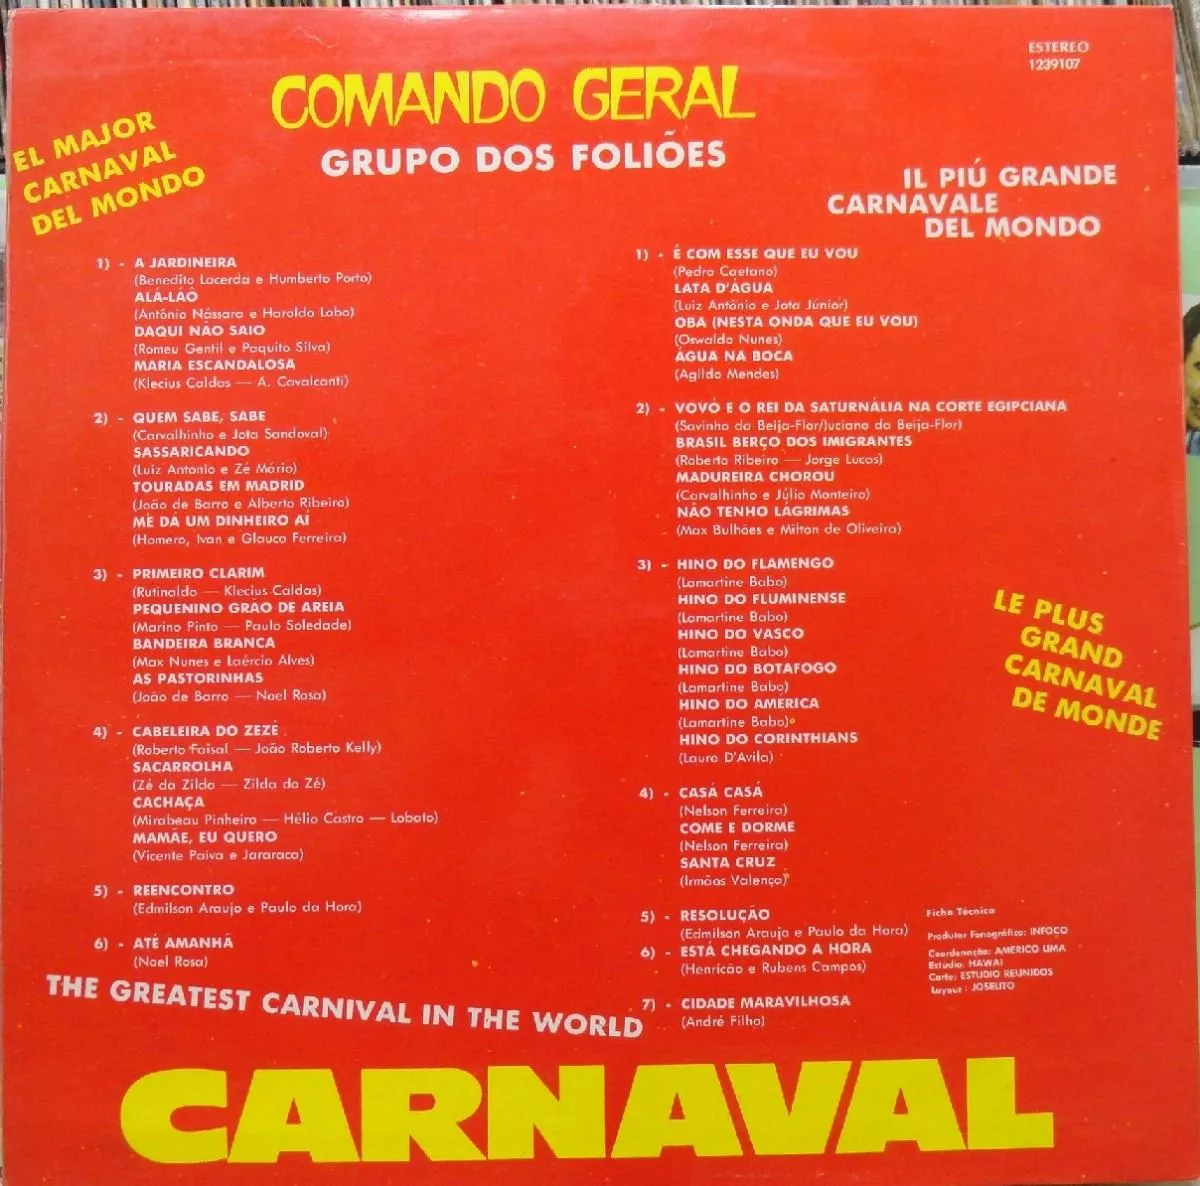 ESTEREO
1239107
COMANDO GERAL
GRUPO DOS FOLIÕES
EL MAJOR
CARNAVAL
DEL MONDO
IL PIÚ GRANDE
CARNAVALE
DEL MONDO
1) - A JARDINEIRA
(Benedito Lacerda e Humberto Porto)
ALÁ-LÁÔ
(Antônio Nássara e Haroldo Lobo)
DAQUI NÃO SAIO
(Romeu Gentil e Paquito Silva)
MARIA ESCANDALOSA
(Klecius Caldas — A. Cavalcanti)
2) - QUEM SABE, SABE
(Carvalhinho e Jota Sandoval)
SASSARICANDO
(Luiz Antonio e Zé Mário)
TOURADAS EM MADRID
(João de Barro e Alberto Ribeiro)
ME DÁ UM DINHEIRO AÍ
(Homero, Ivan e Glauco Ferreira)
3) - PRIMEIRO CLARIM
(Rutinaldo — Klecius Caldas)
PEQUENINO GRÃO DE AREIA
(Marino Pinto — Paulo Soledade)
BANDEIRA BRANCA
(Max Nunes e Laércio Alves)
AS PASTORINHAS
(João de Barro — Noel Rosa)
4) - CABELEIRA DO ZEZÉ
(Roberto Faisal — João Roberto Kelly)
SACARROLHA
(Zé da Zilda — Zilda do Zé)
CACHAÇA
(Mirabeau Pinheiro — Hélio Castro — Lobato)
MAMÃE, EU QUERO
(Vicente Paiva e Jararaca)
5) - REENCONTRO
(Edmilson Araujo e Paulo da Hora)
6) - ATÉ AMANHÃ
(Noel Rosa)
1) - É COM ESSE QUE EU VOU
(Pedro Caetano)
LATA D'ÁGUA
(Luiz Antônio e Jota Júnior)
OBA (NESTA ONDA QUE EU VOU)
(Oswaldo Nunes)
ÁGUA NA BOCA
(Agildo Mendes)
2) - VOVÓ E O REI DA SATURNÁLIA NA CORTE EGIPCIANA
(Savinho da Beija-Flor/Juciano da Beija-Flor)
BRASIL BERÇO DOS IMIGRANTES
(Roberto Ribeiro — Jorge Lucas)
MADUREIRA CHOROU
(Carvalhinho e Júlio Monteiro)
NÃO TENHO LÁGRIMAS
(Max Bulhões e Milton de Oliveira)
3) - HINO DO FLAMENGO
(Lamartine Babo)
HINO DO FLUMINENSE
(Lamartine Babo)
HINO DO VASCO
(Lamartine Babo)
HINO DO BOTAFOGO
(Lamartine Babo)
HINO DO AMÉRICA
(Lamartine Babo)
HINO DO CORINTHIANS
(Lauro D'Avila)
4) - CASÁ CASÁ
(Nelson Ferreira)
COME E DORME
(Nelson Ferreira)
SANTA CRUZ
(Irmãos Valença)
5) - RESOLUÇÃO
(Edmilson Araujo e Paulo da Hora)
6) - ESTÁ CHEGANDO A HORA
(Henricão e Rubens Campos)
7) - CIDADE MARAVILHOSA
(André Filho)
LE PLUS
GRAND
CARNAVAL
DE MONDE
Ficha Técnica
Produtor Fonográfico: INFOCO
Coordenação: AMERICO LIMA
Estúdio: HAWAI
Corte: ESTUDIO REUNIDOS
Layout: JOSELITO
THE GREATEST CARNIVAL IN THE WORLD
CARNAVAL